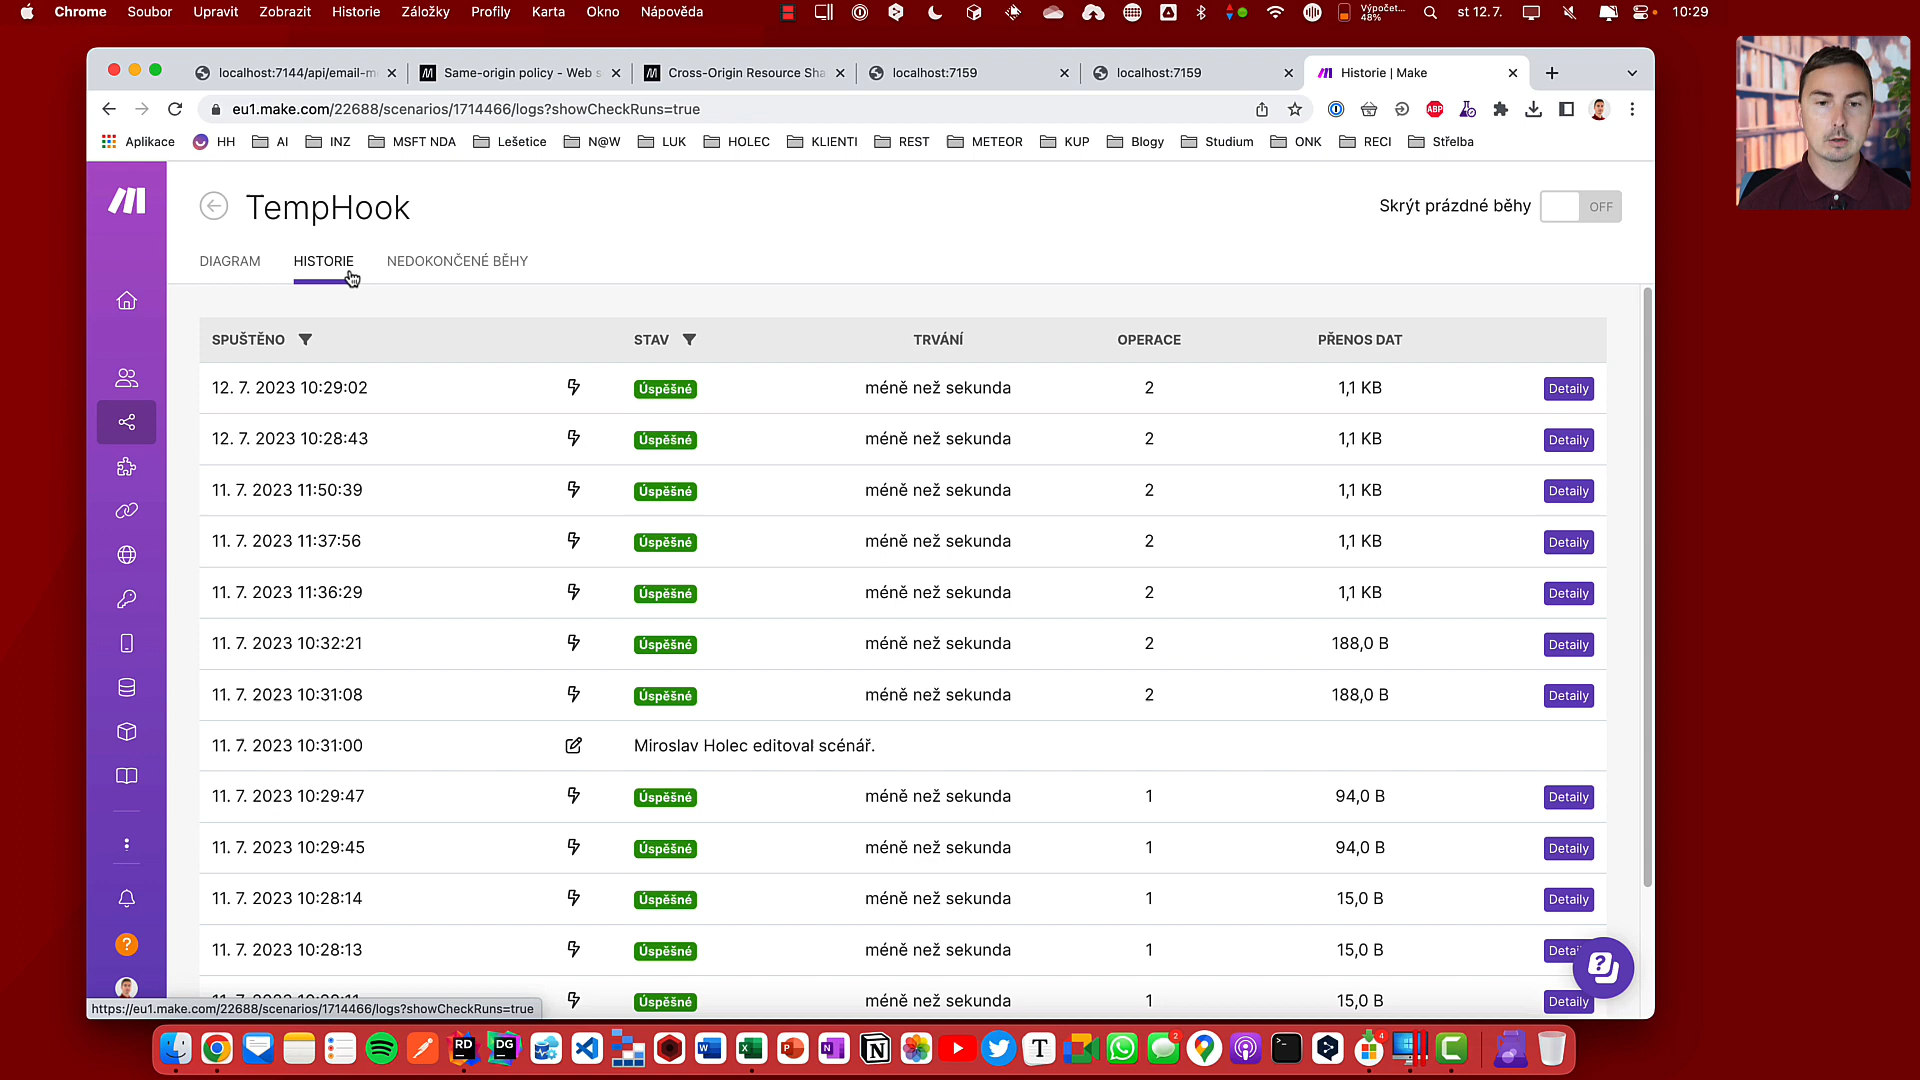 Chrome Soubor Upravit Zobrazit Historie Záložky Profily Karta Okno Nápověda
Výpočet... 48% st 12.7. 10:29
localhost:7144/api/email-m
Same-origin policy - Web s
Cross-Origin Resource Sha
localhost:7159
localhost:7159
Historie | Make
eu1.make.com/22688/scenarios/1714466/logs?showCheckRuns=true
ABP
Aplikace HH AI INZ MSFT NDA Lešetice N@W LUK HOLEC KLIENTI REST METEOR KUP Blogy Studium ONK RECI Střelba
TempHook
Skrýt prázdné běhy OFF
DIAGRAM HISTORIE NEDOKONČENÉ BĚHY
SPUŠTĚNO STAV TRVÁNÍ OPERACE PŘENOS DAT
12. 7. 2023 10:29:02 Úspěšné méně než sekunda 2 1,1 KB Detaily
12. 7. 2023 10:28:43 Úspěšné méně než sekunda 2 1,1 KB Detaily
11. 7. 2023 11:50:39 Úspěšné méně než sekunda 2 1,1 KB Detaily
11. 7. 2023 11:37:56 Úspěšné méně než sekunda 2 1,1 KB Detaily
11. 7. 2023 11:36:29 Úspěšné méně než sekunda 2 1,1 KB Detaily
11. 7. 2023 10:32:21 Úspěšné méně než sekunda 2 188,0 B Detaily
11. 7. 2023 10:31:08 Úspěšné méně než sekunda 2 188,0 B Detaily
11. 7. 2023 10:31:00 Miroslav Holec editoval scénář.
11. 7. 2023 10:29:47 Úspěšné méně než sekunda 1 94,0 B Detaily
11. 7. 2023 10:29:45 Úspěšné méně než sekunda 1 94,0 B Detaily
11. 7. 2023 10:28:14 Úspěšné méně než sekunda 1 15,0 B Detaily
11. 7. 2023 10:28:13 Úspěšné méně než sekunda 1 15,0 B Detai
Úspěšné méně než sekunda 1 15,0 B Detaily
https://eu1.make.com/22688/scenarios/1714466/logs?showCheckRuns=true
RD DG 2 4